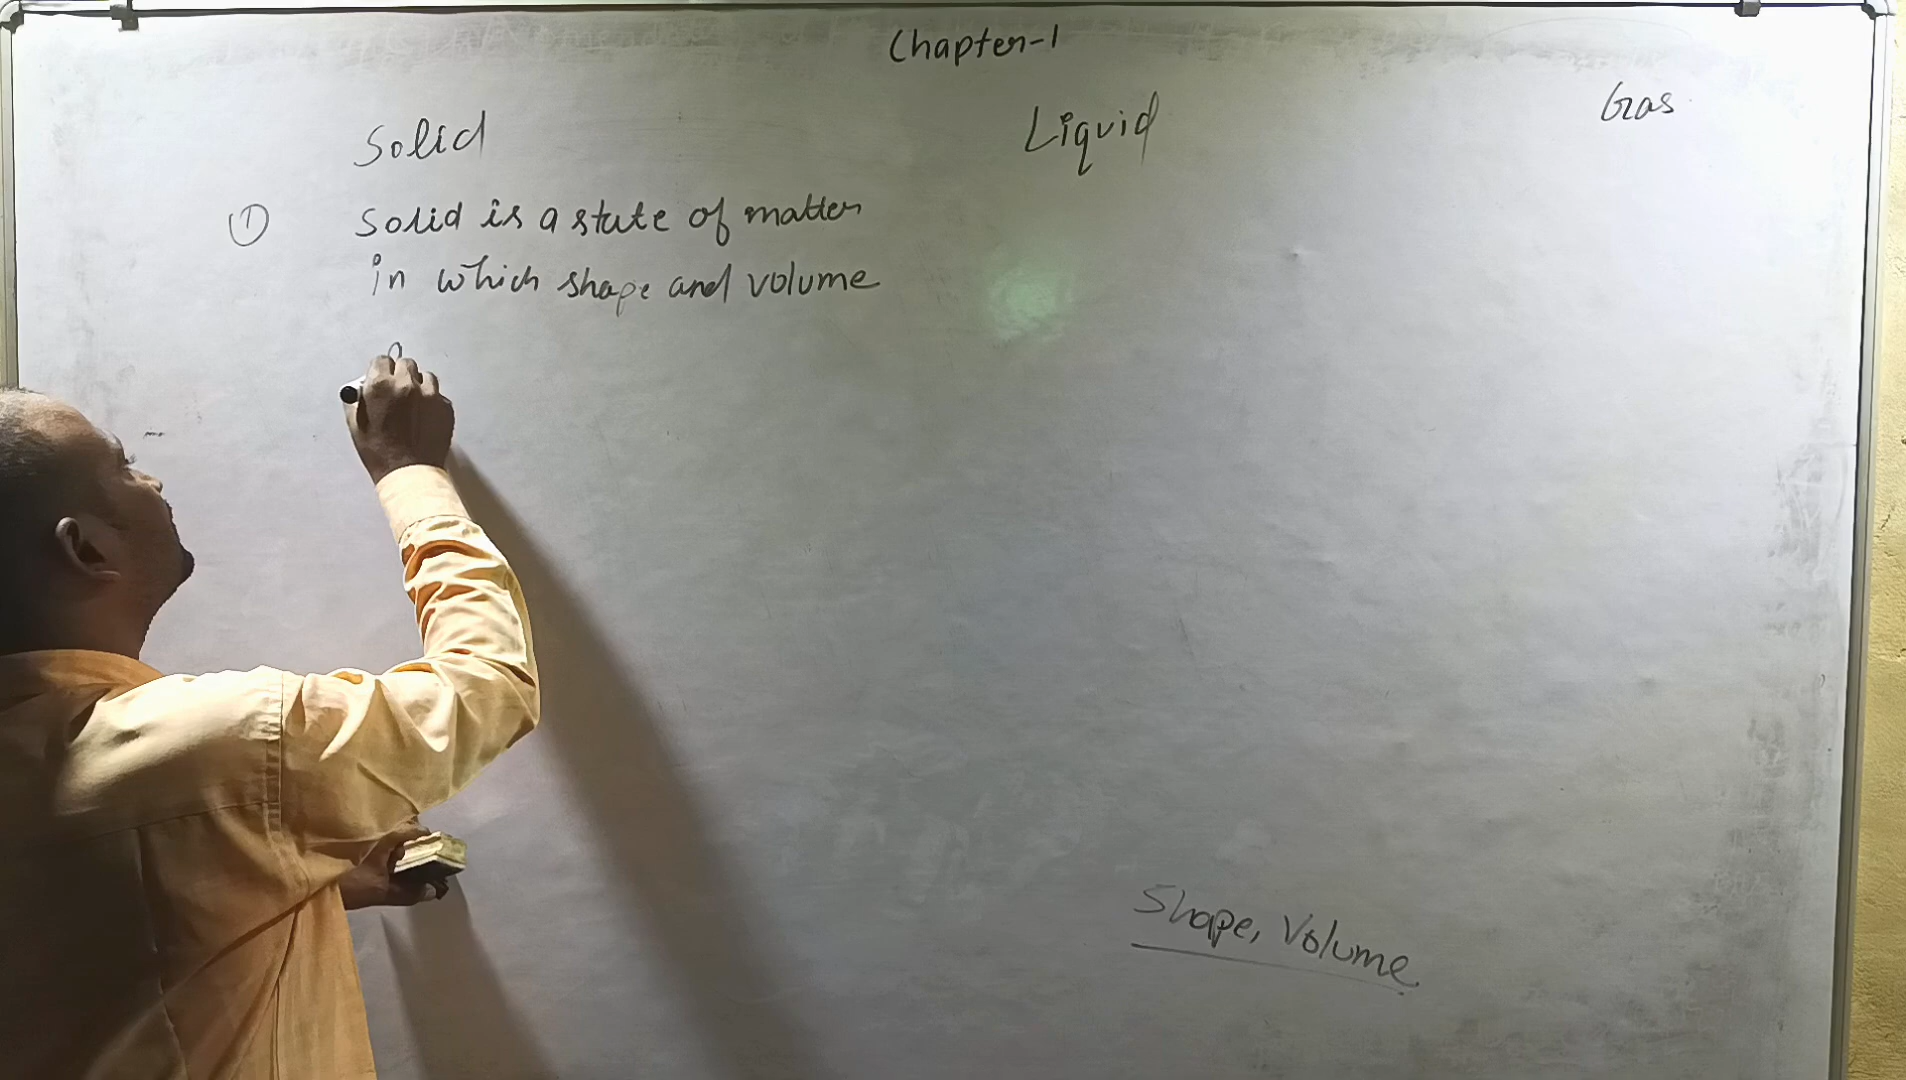 Chapter-1
Solid
Liquid
Gas
① Solid is a state of matter
in which shape and volume
Shape, Volume